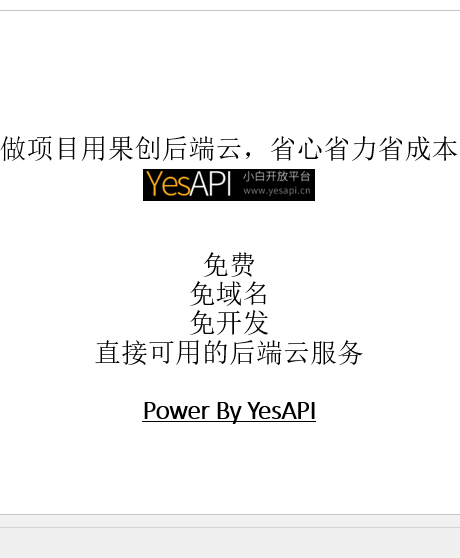 做项目用果创后端云，省心省力省成本
YesAPI 小白开放平台
www.yesapi.cn
免费
免域名
免开发
直接可用的后端云服务
Power By YesAPI